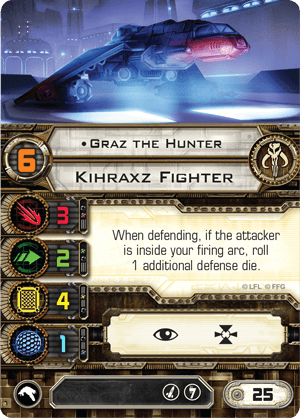 • Graz the Hunter
6
Kihraxz Fighter
3
2
4
1
When defending, if the attacker
is inside your firing arc, roll
1 additional defense die.
© LFL © FFG
25